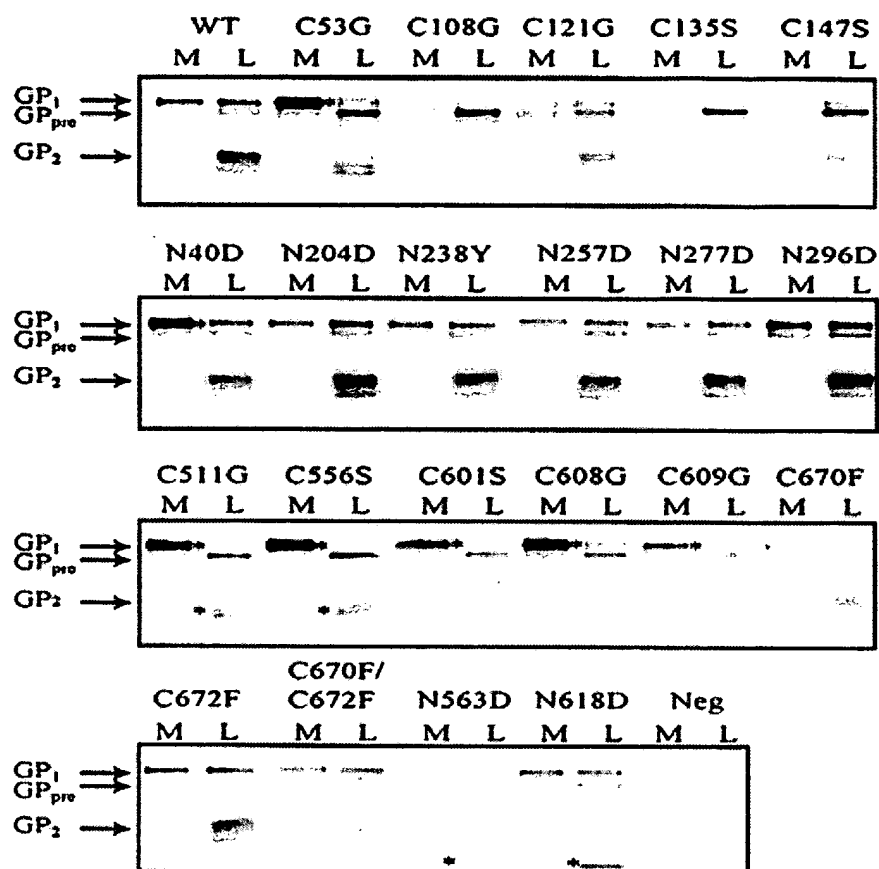 WT C53G C108G C121G C135S C147S
M L M L M L M L M L M L
GP₁
GPpre
GP₂
N40D N204D N238Y N257D N277D N296D
M L M L M L M L M L M L
GP₁
GPpre
GP₂
C511G C556S C601S C608G C609G C670F
M L M L M L M L M L M L
GP₁
GPpre
GP₂
C670F/
C672F C672F N563D N618D Neg
M L M L M L M L M L
GP₁
GPpre
GP₂